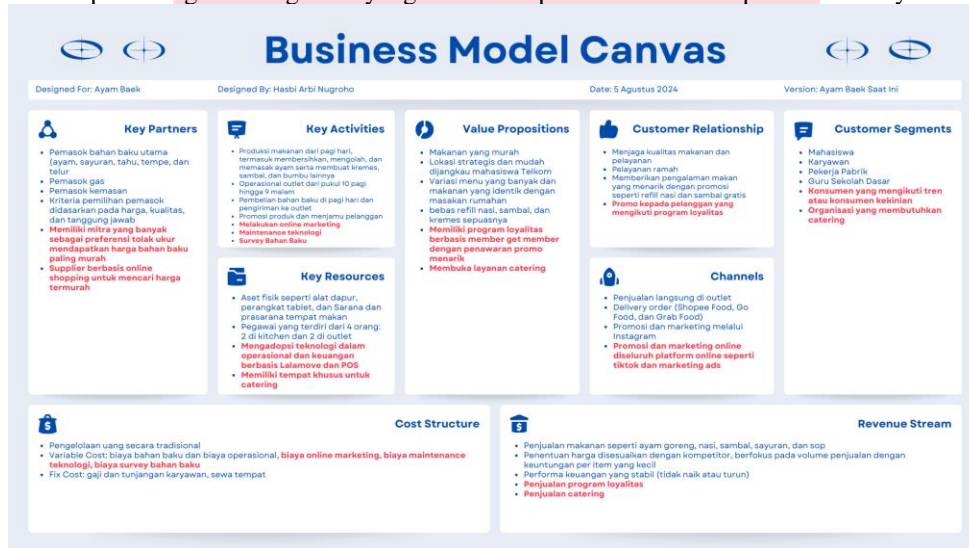 Business Model Canvas
Designed For: Ayam Baek
Designed By: Hasbi Arbi Nugroho
Date: 5 Agustus 2024
Version: Ayam Baek Saat Ini
Key Partners
• Pemasok bahan baku utama
(ayam, sayuran, tahu, tempe, dan
telur
• Pemasok gas
• Pemasok kemasan
• Kriteria pemilihan pemasok
didasarkan pada harga, kualitas,
dan tanggung jawab
• Memiliki mitra yang banyak
sebagai preferensi tolak ukur
mendapatkan harga bahan baku
paling murah
• Supplier berbasis online
shopping untuk mencari harga
termurah
Key Activities
• Produksi makanan dari pagi hari,
termasuk membersihkan, mengolah, dan
memasak ayam serta membuat kremes,
sambal, dan bumbu lainnya
• Operasional outlet dari pukul 10 pagi
hingga 9 malam
• Pembelian bahan baku di pagi hari dan
pengiriman ke outlet
• Promosi produk dan menjamu pelanggan
• Melakukan online marketing
• Maintenance teknologi
• Survey Bahan Baku
Key Resources
• Aset fisik seperti alat dapur,
perangkat tablet, dan Sarana dan
prasarana tempat makan
• Pegawai yang terdiri dari 4 orang:
2 di kitchen dan 2 di outlet
• Mengadopsi teknologi dalam
operasional dan keuangan
berbasis Lalamove dan POS
• Memiliki tempat khusus untuk
catering
Value Propositions
• Makanan yang murah
• Lokasi strategis dan mudah
dijangkau mahasiswa Telkom
• Variasi menu yang banyak dan
makanan yang identik dengan
masakan rumahan
• bebas refill nasi, sambal, dan
kremes sepuasnya
• Memiliki program loyalitas
berbasis member get member
dengan penawaran promo
menarik
• Membuka layanan catering
Customer Relationship
• Menjaga kualitas makanan dan
pelayanan
• Pelayanan ramah
• Memberikan pengalaman makan
yang menarik dengan promosi
seperti refill nasi dan sambal gratis
• Promo kepada pelanggan yang
mengikuti program loyalitas
Channels
• Penjualan langsung di outlet
• Delivery order (Shopee Food, Go
Food, dan Grab Food)
• Promosi dan marketing melalui
Instagram
• Promosi dan marketing online
diseluruh platform online seperti
tiktok dan marketing ads
Customer Segments
• Mahasiswa
• Karyawan
• Pekerja Pabrik
• Guru Sekolah Dasar
• Konsumen yang mengikuti tren
atau konsumen kekinian
• Organisasi yang membutuhkan
catering
Cost Structure
• Pengelolaan uang secara tradisional
• Variable Cost: biaya bahan baku dan biaya operasional, biaya online marketing, biaya maintenance
teknologi, biaya survey bahan baku
• Fix Cost: gaji dan tunjangan karyawan, sewa tempat
Revenue Stream
• Penjualan makanan seperti ayam goreng, nasi, sambal, sayuran, dan sop
• Penentuan harga disesuaikan dengan kompetitor, berfokus pada volume penjualan dengan
keuntungan per item yang kecil
• Performa keuangan yang stabil (tidak naik atau turun)
• Penjualan program loyalitas
• Penjualan catering